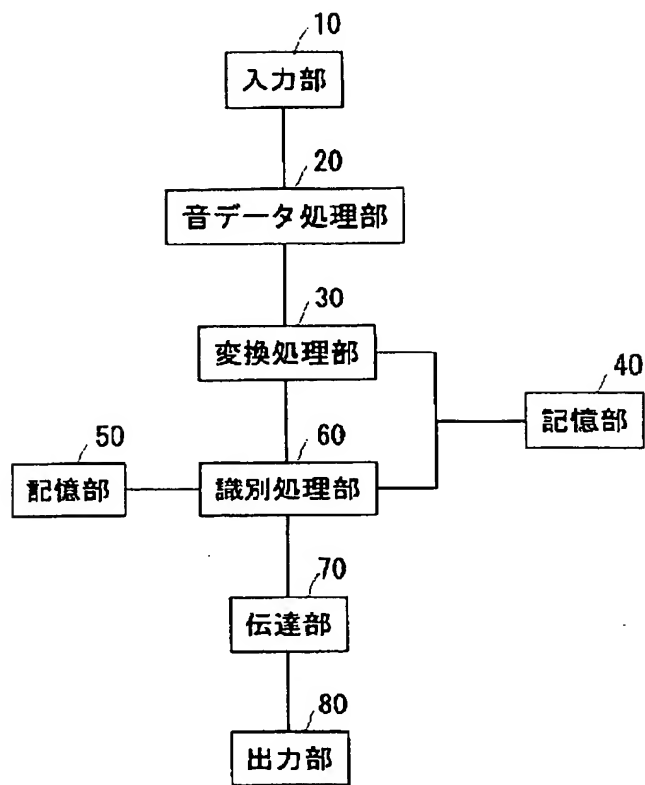 10
入力部
20
音データ処理部
30
変換処理部
40
記憶部
50
記憶部
60
識別処理部
70
伝達部
80
出力部